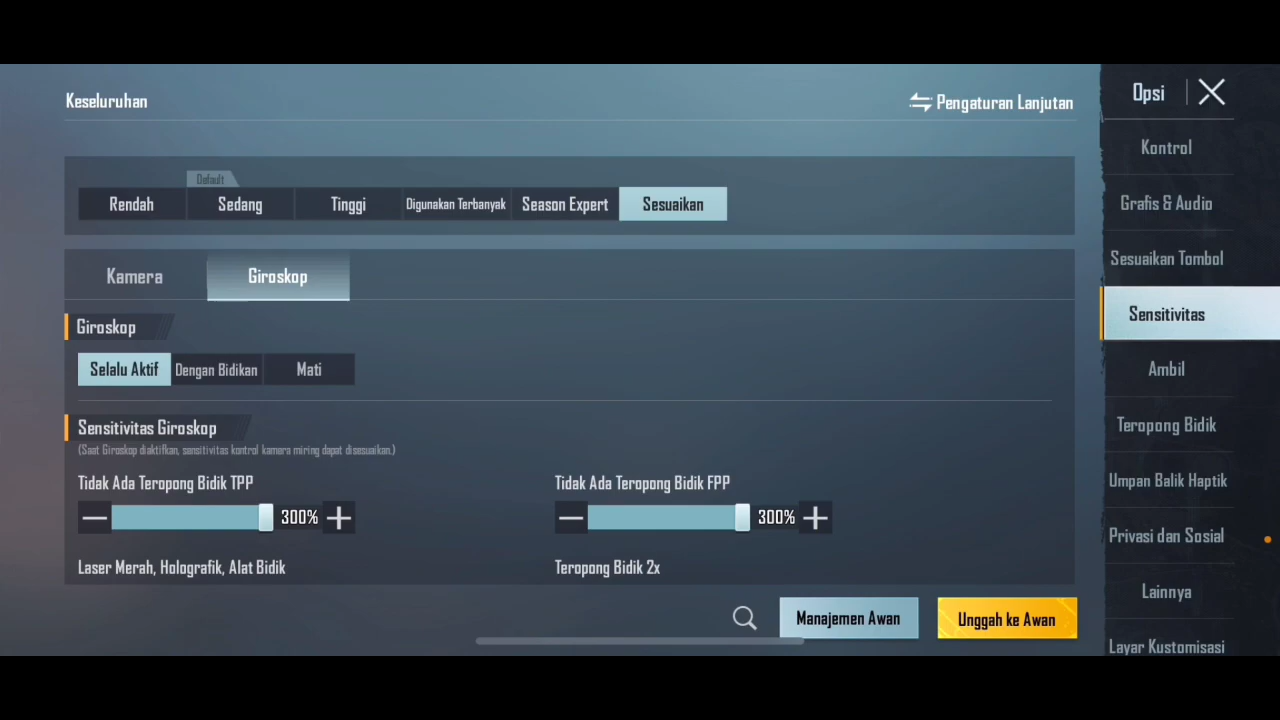 Keseluruhan
Pengaturan Lanjutan
Default
Rendah
Sedang
Tinggi
Digunakan Terbanyak
Season Expert
Sesuaikan
Kamera
Giroskop
Giroskop
Selalu Aktif
Dengan Bidikan
Mati
Sensitivitas Giroskop
(Saat Giroskop diaktifkan, sensitivitas kontrol kamera miring dapat disesuaikan.)
Tidak Ada Teropong Bidik TPP
300%
Tidak Ada Teropong Bidik FPP
300%
Laser Merah, Holografik, Alat Bidik
Teropong Bidik 2x
Manajemen Awan
Unggah ke Awan
Opsi
Kontrol
Grafis & Audio
Sesuaikan Tombol
Sensitivitas
Ambil
Teropong Bidik
Umpan Balik Haptik
Privasi dan Sosial
Lainnya
Layar Kustomisasi